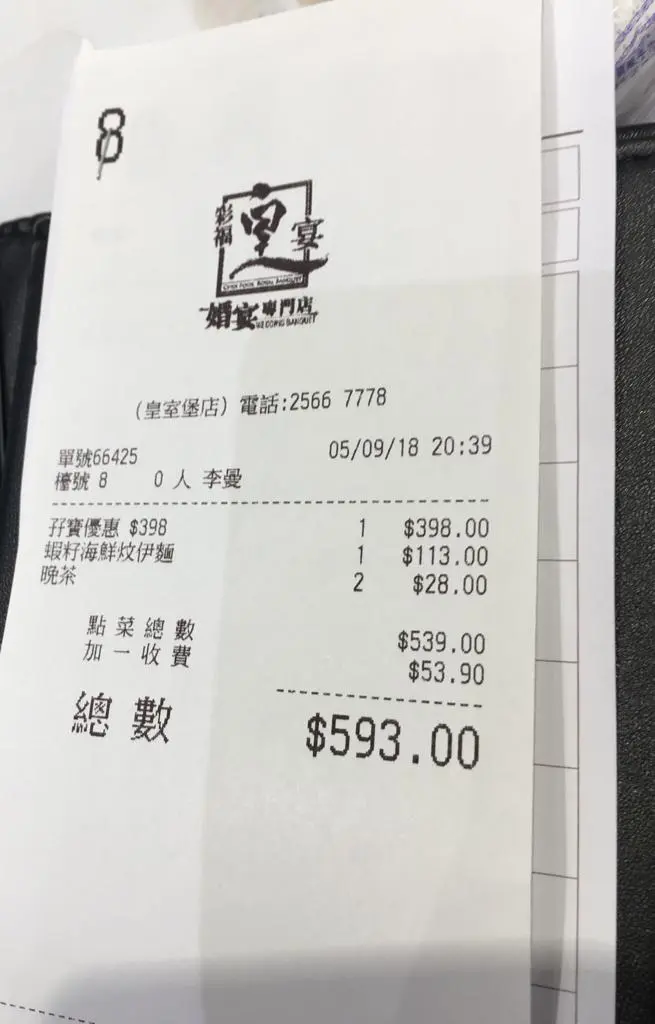 8
彩福 皇 宴
婚宴專門店
WEDDING BANQUET
(皇室堡店) 電話:2566 7778
單號66425 05/09/18 20:39
檯號 8 0 人 李曼
孖寶優惠 $398 1 $398.00
蝦籽海鮮炆伊麵 1 $113.00
晚茶 2 $28.00
點菜總數 $539.00
加一收費 $53.90
總數 $593.00